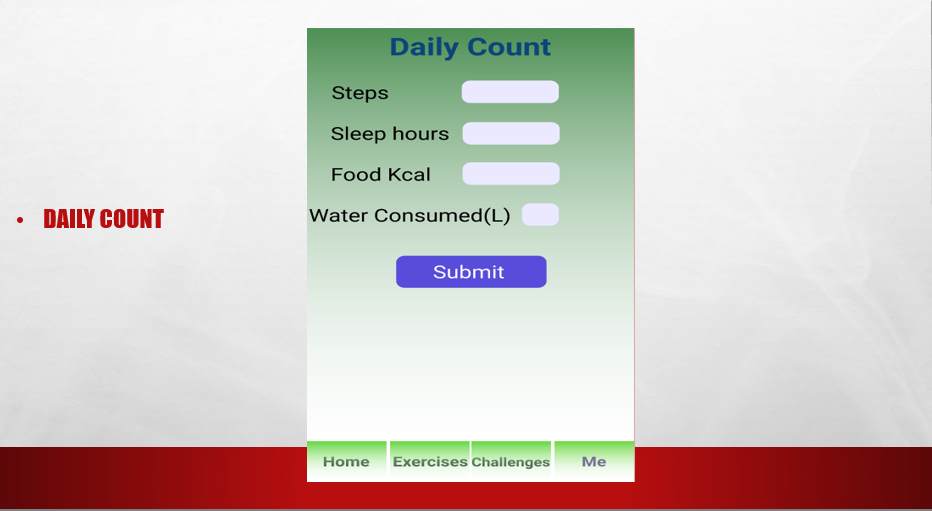 • DAILY COUNT
Daily Count
Steps
Sleep hours
Food Kcal
Water Consumed(L)
Submit
Home Exercises Challenges Me